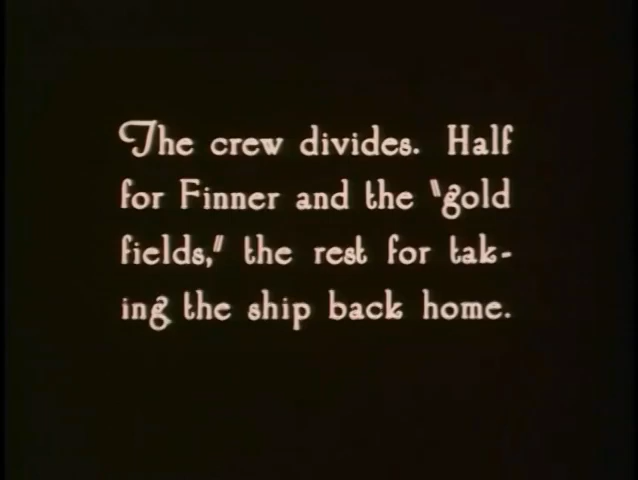 The crew divides. Half
for Finner and the "gold
fields," the rest for tak-
ing the ship back home.